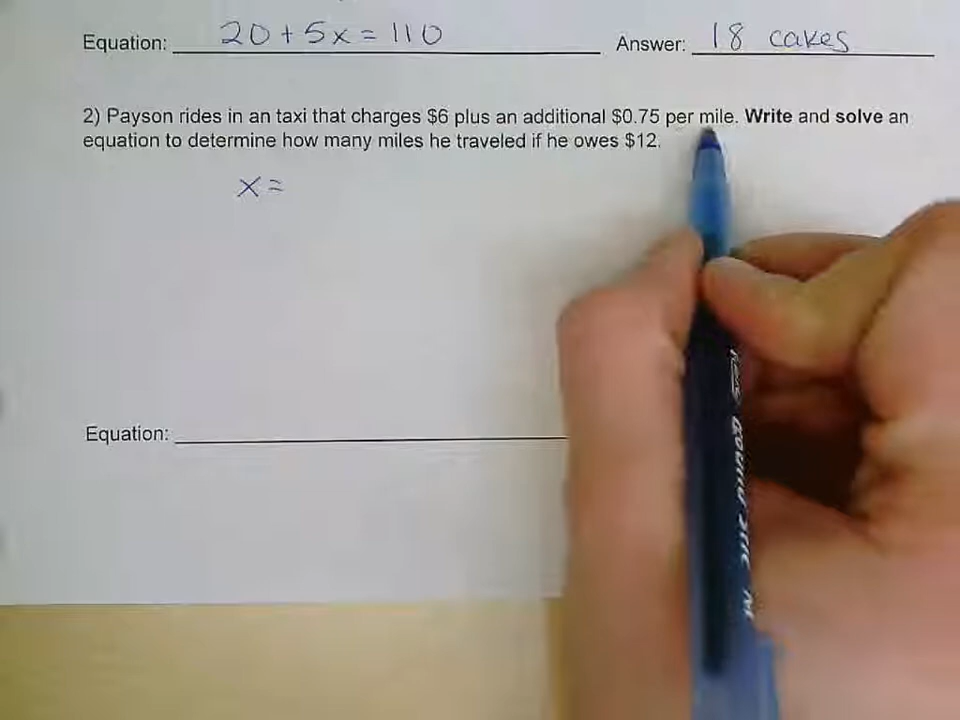 Equation: 20 + 5x = 110 Answer: 18 cakes
2) Payson rides in an taxi that charges $6 plus an additional $0.75 per mile. Write and solve an
equation to determine how many miles he traveled if he owes $12.
x =
Equation: